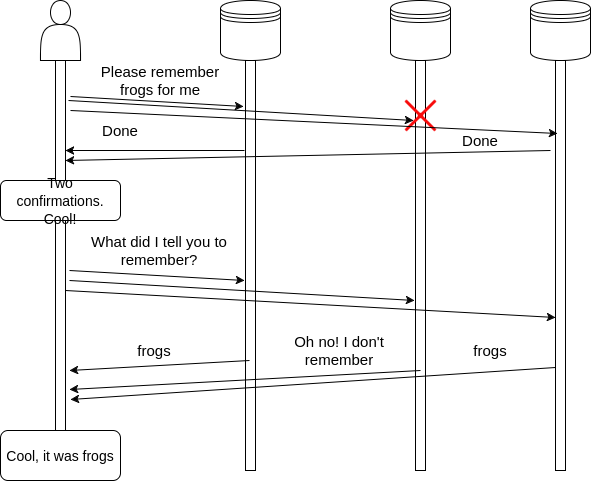 Please remember
frogs for me
Done
Done
Two
confirmations.
Cool!
What did I tell you to
remember?
Oh no! I don't
remember
frogs
frogs
Cool, it was frogs